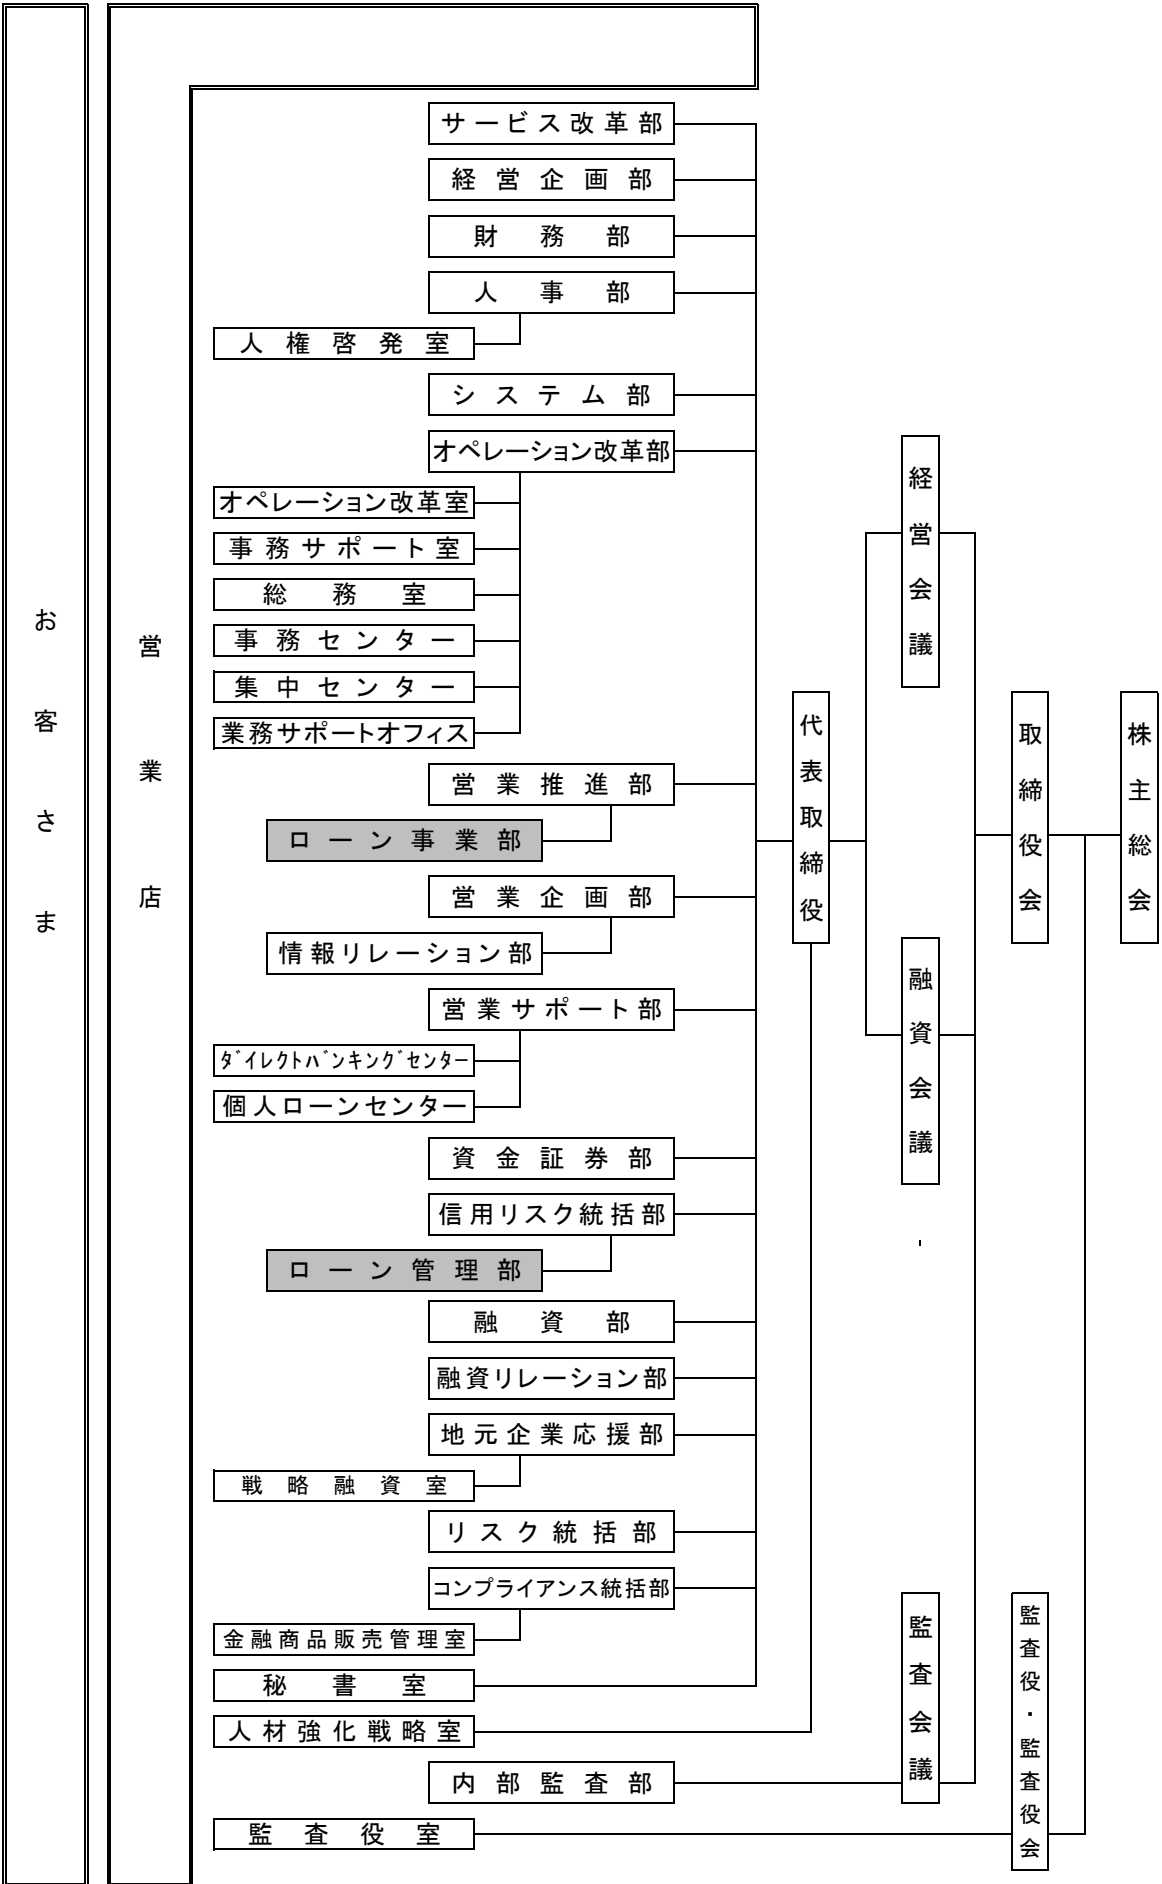 お客さま
営業店
サービス改革部
経営企画部
財務部
人事部
人権啓発室
システム部
オペレーション改革部
オペレーション改革室
事務サポート室
総務室
事務センター
集中センター
業務サポートオフィス
営業推進部
ローン事業部
営業企画部
情報リレーション部
営業サポート部
ﾀﾞｲﾚｸﾄﾊﾞﾝｷﾝｸﾞｾﾝﾀｰ
個人ローンセンター
資金証券部
信用リスク統括部
ローン管理部
融資部
融資リレーション部
地元企業応援部
戦略融資室
リスク統括部
コンプライアンス統括部
金融商品販売管理室
秘書室
人材強化戦略室
内部監査部
監査役室
代表取締役
経営会議
融資会議
監査会議
取締役会
監査役・監査役会
株主総会